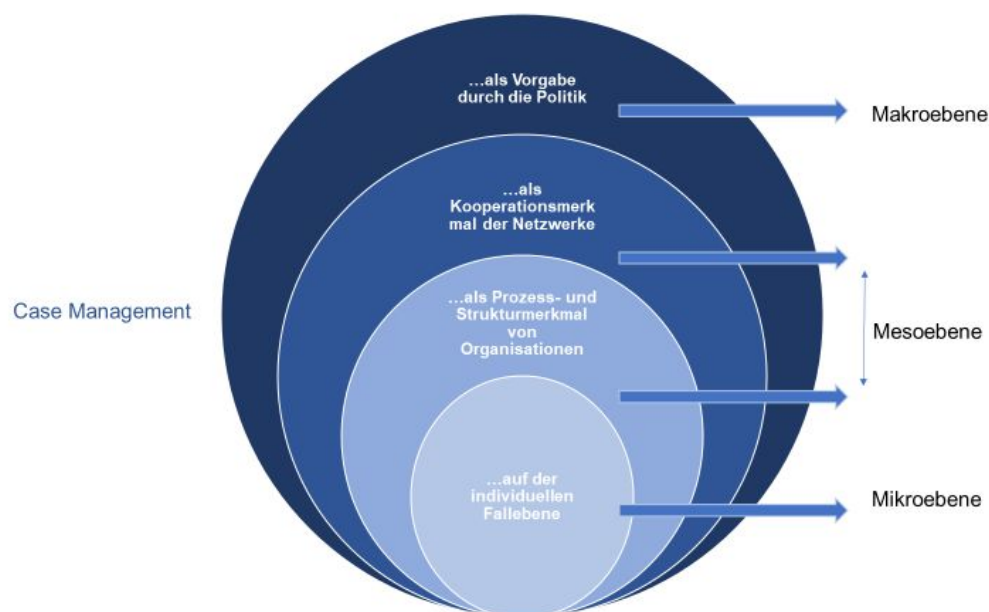 …als Vorgabe
durch die Politik
Makroebene
…als
Kooperationsmerk
mal der Netzwerke
…als Prozess- und
Strukturmerkmal
von
Organisationen
Case Management
Mesoebene
…auf der
individuellen
Fallebene
Mikroebene